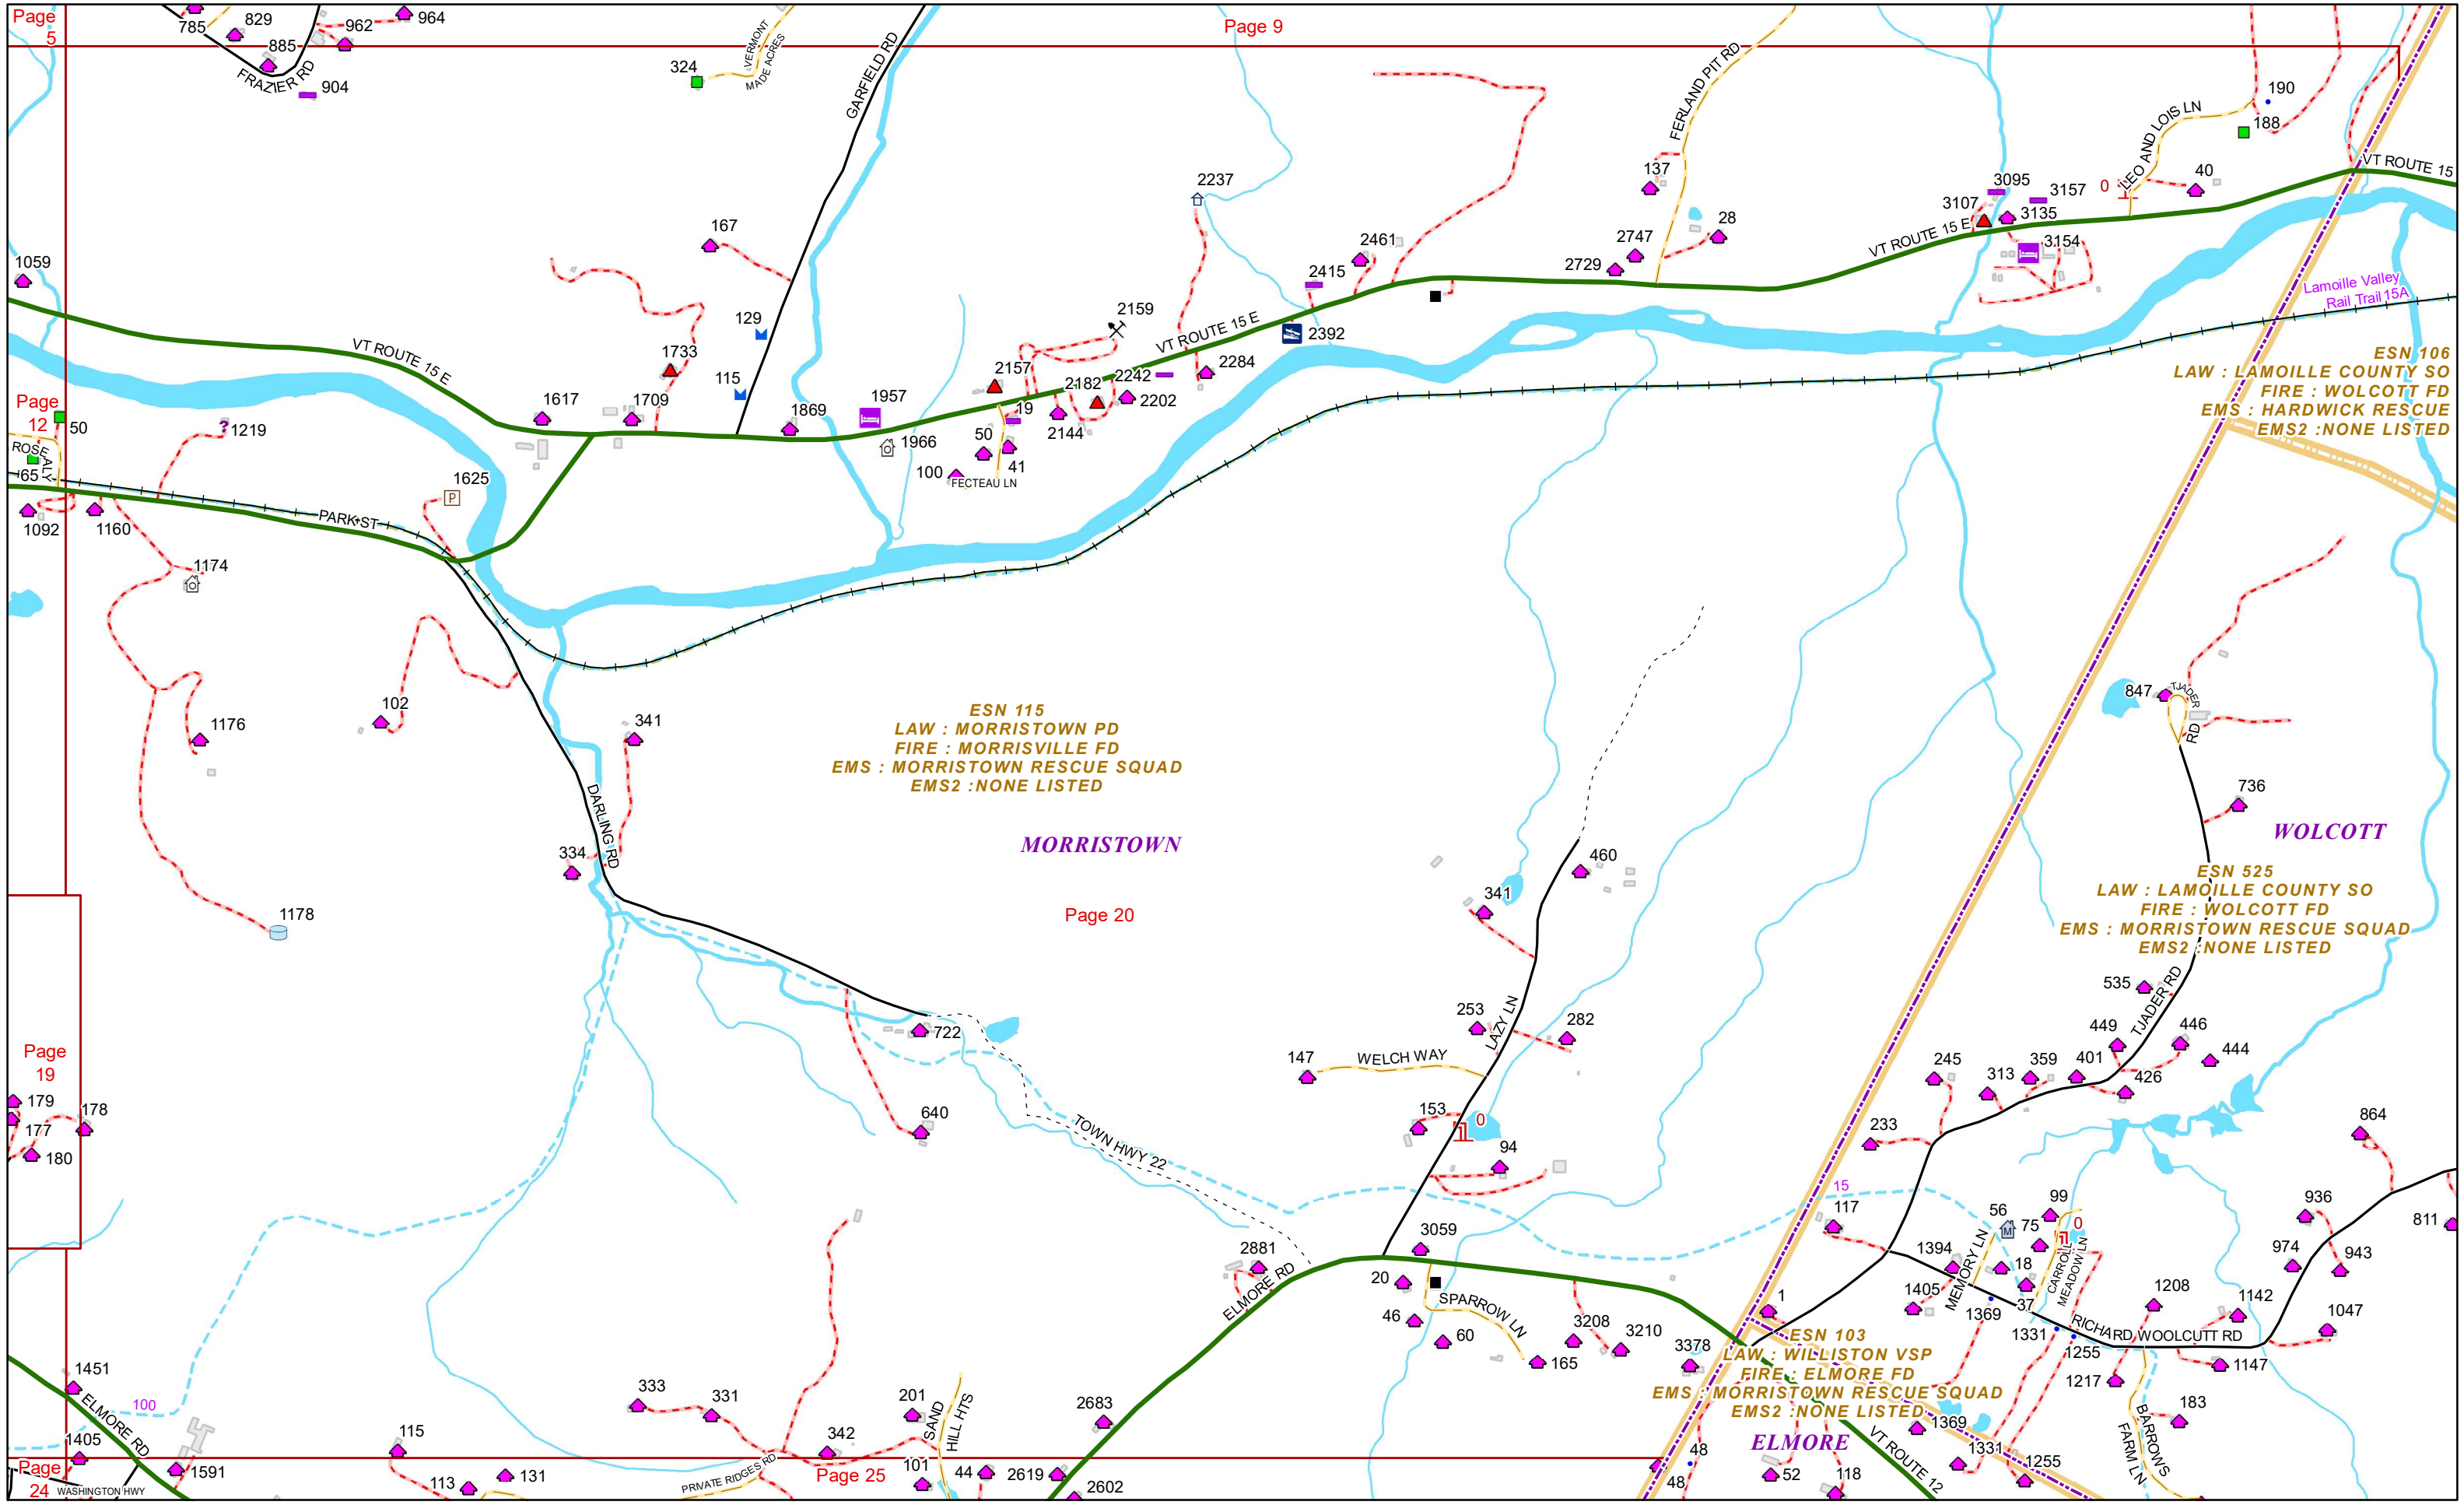 Page
5
785
829
885
962
964
FRAZIER RD
904
324
VERMONT
MADE ACRES
GARFIELD RD
Page 9
FERLAND PIT RD
190
188
LEO AND LOIS LN
40
VT ROUTE 15
137
28
3095
3157
3107
3135
0
VT ROUTE 15 E
3154
2237
167
2461
2747
2729
2415
1059
Lamoille Valley
Rail Trail 15A
VT ROUTE 15 E
129
1733
115
2159
VT ROUTE 15 E
2392
2157
2182
2242
2284
2202
ESN 106
LAW : LAMOILLE COUNTY SO
FIRE : WOLCOTT FD
EMS : HARDWICK RESCUE
EMS2 :NONE LISTED
Page
12
50
1219
1617
1709
1869
1957
1966
19
2144
50
41
100
FECTEAU LN
ROSE
ALY
65
1625
1092
1160
PARK ST
1174
102
1176
341
ESN 115
LAW : MORRISTOWN PD
FIRE : MORRISVILLE FD
EMS : MORRISTOWN RESCUE SQUAD
EMS2 :NONE LISTED
847
TJADER
RD
736
DARLING RD
MORRISTOWN
WOLCOTT
334
460
341
ESN 525
LAW : LAMOILLE COUNTY SO
FIRE : WOLCOTT FD
EMS : MORRISTOWN RESCUE SQUAD
EMS2 :NONE LISTED
1178
Page 20
535
TJADER RD
722
253
LAZY LN
282
449
446
444
Page
19
147
WELCH WAY
245
313
359
401
426
179
178
177
180
640
TOWN HWY 22
153
0
94
233
864
15
117
56
99
75
0
936
811
3059
2881
20
ELMORE RD
SPARROW LN
46
60
165
3208
3210
3378
1394
MEMORY LN
18
CARROLL
MEADOW LN
974
943
1
1405
1369
37
1331
1208
1142
1047
RICHARD WOOLCUTT RD
1255
1147
1217
ESN 103
LAW : WILLISTON VSP
FIRE : ELMORE FD
EMS : MORRISTOWN RESCUE SQUAD
EMS2 :NONE LISTED
1451
ELMORE RD
100
333
331
201
SAND
HILL HTS
2683
183
BARROWS
FARM LN
1369
ELMORE
VT ROUTE 12
1405
115
342
1331
1255
Page
24
WASHINGTON HWY
1591
113
131
PRIVATE RIDGES RD
Page 25
101
44
2619
2602
48
48
52
118